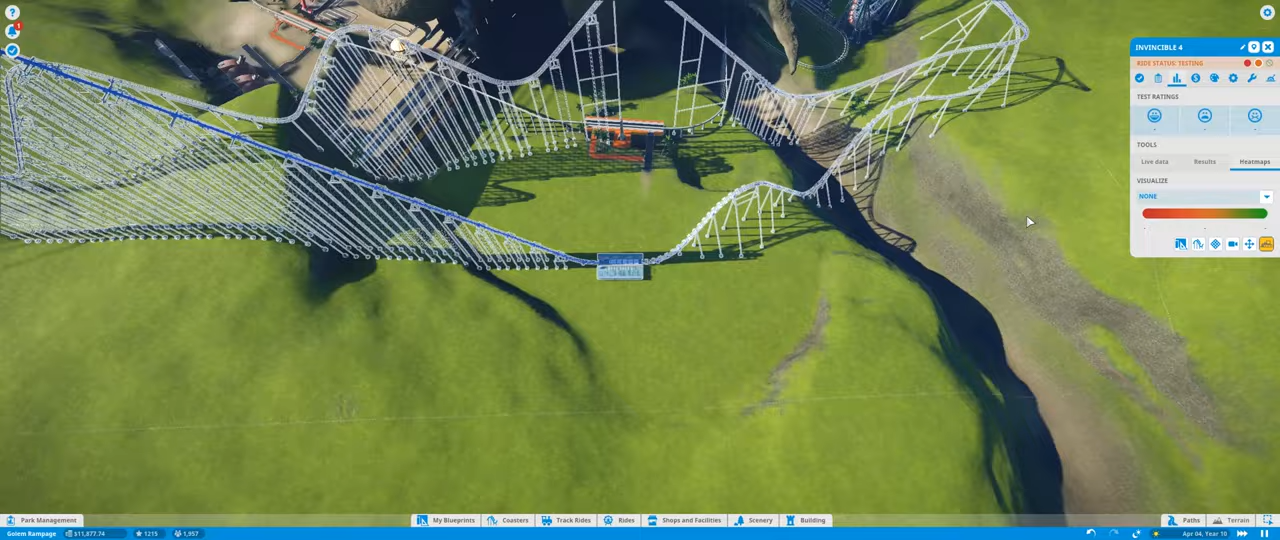 ?
1
INVINCIBLE 4
RIDE STATUS: TESTING
TEST RATINGS
- - -
TOOLS
Live data Results Heatmaps
VISUALIZE
NONE
- - -
Park Management My Blueprints Coasters Track Rides Rides Shops and Facilities Scenery Building Paths Terrain
Golem Rampage $11,877.74 1215 1,957 Apr 04, Year 10